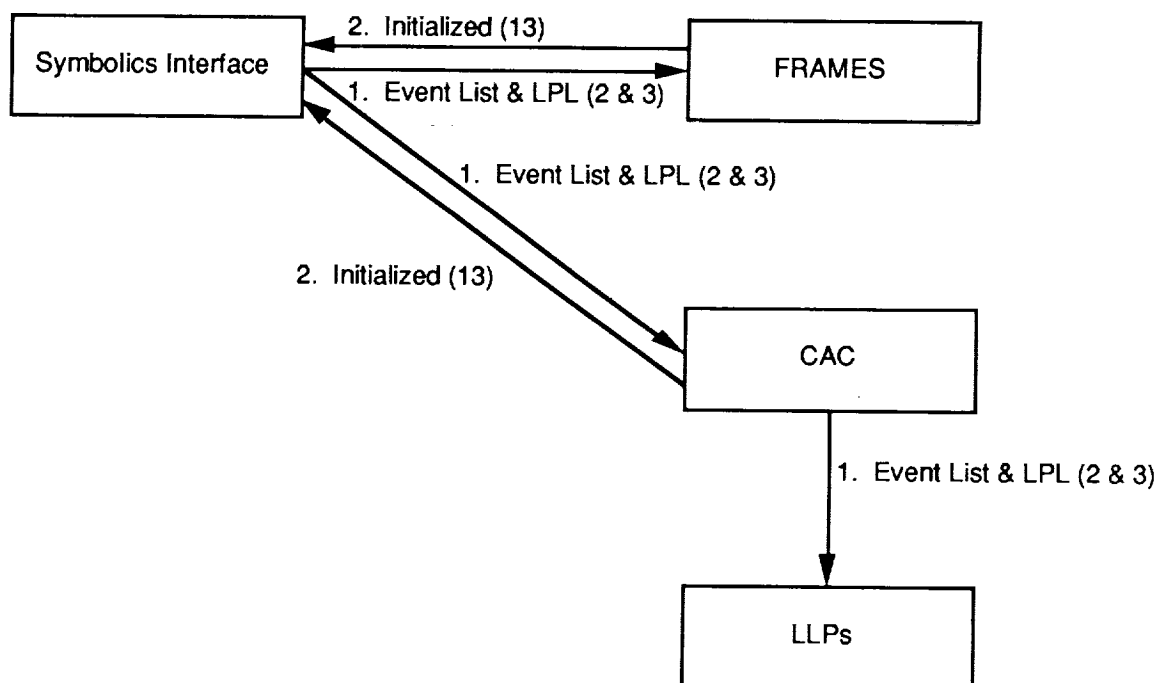 2. Initialized (13)
Symbolics Interface
FRAMES
1. Event List & LPL (2 & 3)
1. Event List & LPL (2 & 3)
2. Initialized (13)
CAC
1. Event List & LPL (2 & 3)
LLPs